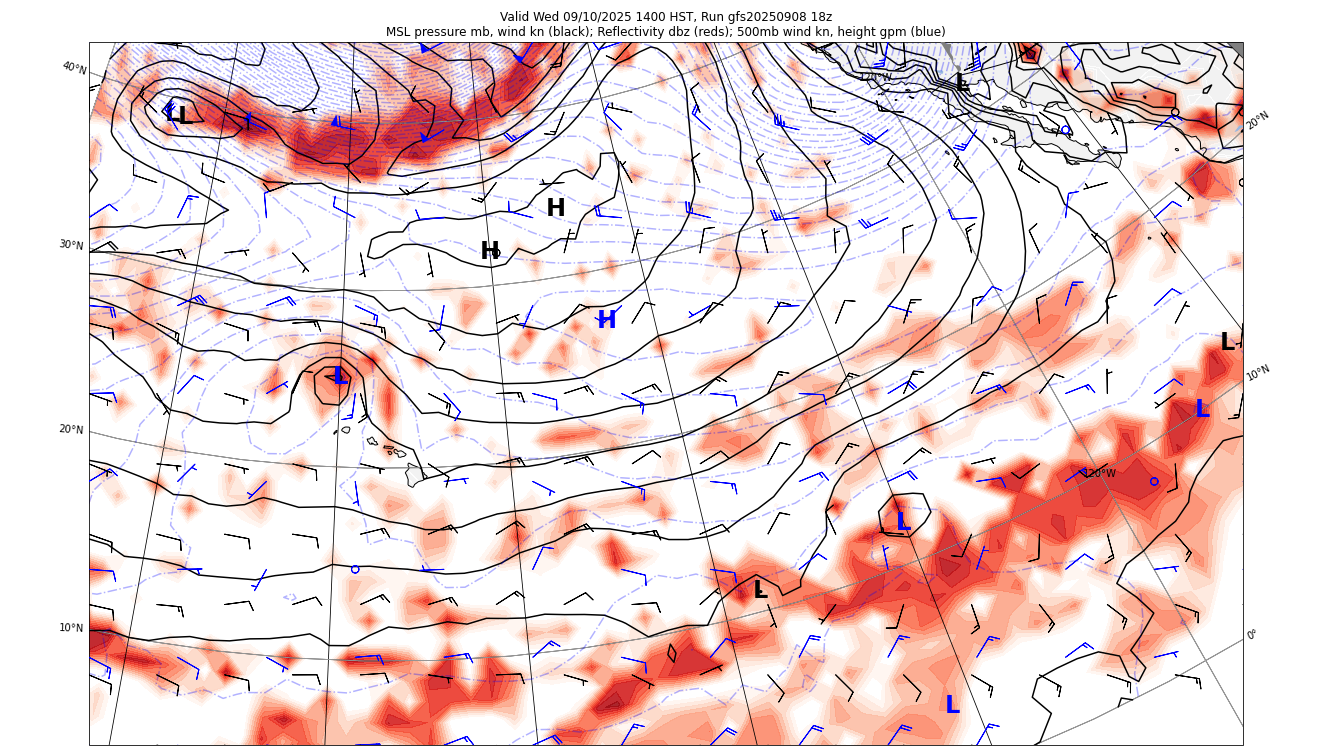 Valid Wed 09/10/2025 1400 HST, Run gfs20250908 18z
MSL pressure mb, wind kn (black); Reflectivity dbz (reds); 500mb wind kn, height gpm (blue)
40°N
120°W
L
L
L
20°N
H
30°N
H
H
L
L
10°N
L
20°N
120°W
L
L
10°N
0°
L